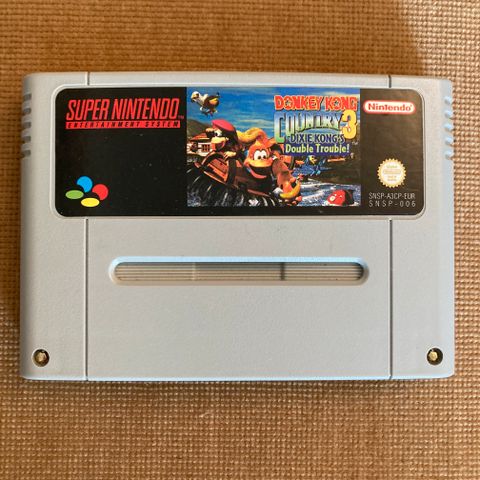 SUPER NINTENDO
ENTERTAINMENT SYSTEM
DONKEY KONG
COUNTRY 3
DIXIE KONG'S
Double Trouble!
Nintendo
SNSP-A3CP-EUR
SNSP-006